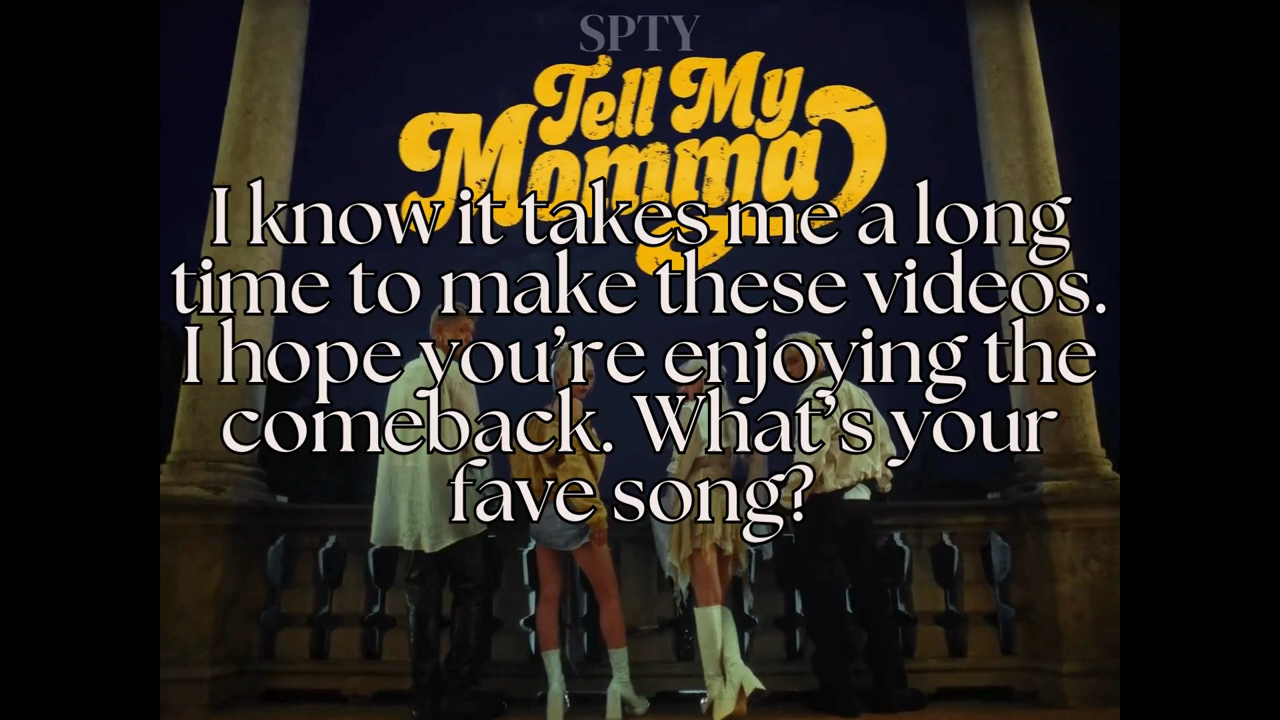 SPTY
Tell My
Momma
I know it takes me a long
time to make these videos.
I hope you’re enjoying the
comeback. What’s your
fave song?